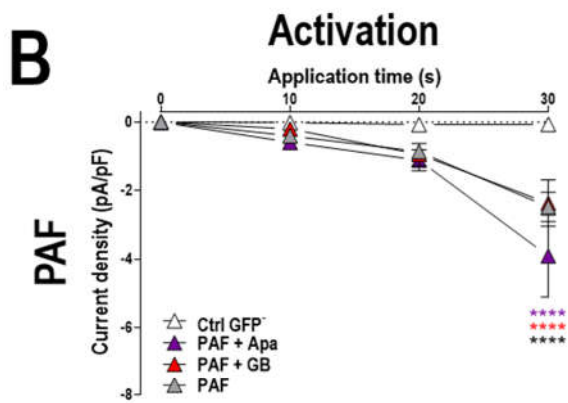 B
Activation
Application time (s)
0 10 20 30
PAF
Current density (pA/pF)
0
-2
-4
-6
-8
Ctrl GFP⁻
PAF + Apa
PAF + GB
PAF
****
****
****